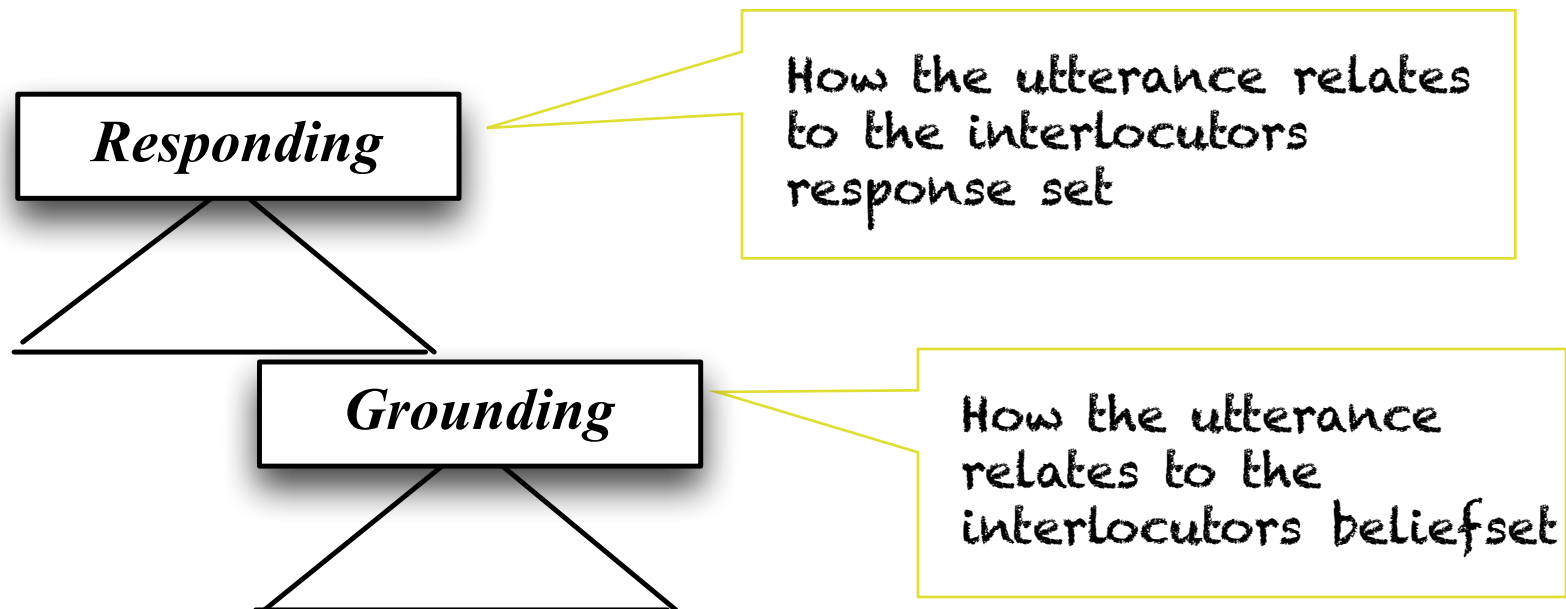 Responding
How the utterance relates
to the interlocutors
response set
Grounding
How the utterance
relates to the
interlocutors beliefset